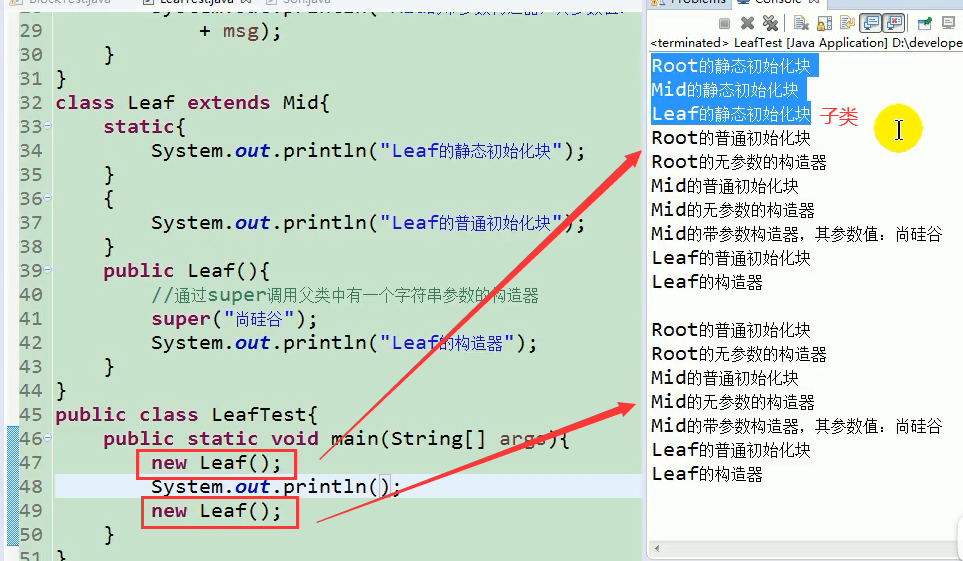 BlockTest.java LeafTest.java Son.java
29 + msg);
30 }
31 }
32 class Leaf extends Mid{
33 static{
34 System.out.println("Leaf的静态初始化块");
35 }
36 {
37 System.out.println("Leaf的普通初始化块");
38 }
39 public Leaf(){
40 //通过super调用父类中有一个字符串参数的构造器
41 super("尚硅谷");
42 System.out.println("Leaf的构造器");
43 }
44 }
45 public class LeafTest{
46 public static void main(String[] args){
47 new Leaf();
48 System.out.println();
49 new Leaf();
50 }
51 }
Problems Console
<terminated> LeafTest [Java Application] D:\develope
Root的静态初始化块
Mid的静态初始化块
Leaf的静态初始化块 子类
Root的普通初始化块
Root的无参数的构造器
Mid的普通初始化块
Mid的无参数的构造器
Mid的带参数构造器，其参数值：尚硅谷
Leaf的普通初始化块
Leaf的构造器
Root的普通初始化块
Root的无参数的构造器
Mid的普通初始化块
Mid的无参数的构造器
Mid的带参数构造器，其参数值：尚硅谷
Leaf的普通初始化块
Leaf的构造器